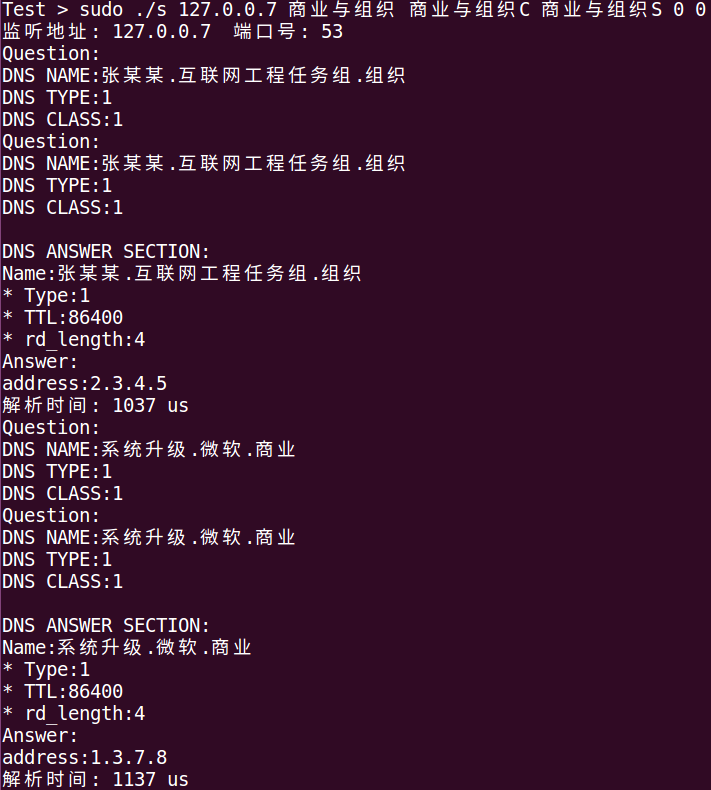 Test > sudo ./s 127.0.0.7 商业与组织 商业与组织C 商业与组织S 0 0
监听地址: 127.0.0.7  端口号: 53
Question:
DNS NAME:张某某.互联网工程任务组.组织
DNS TYPE:1
DNS CLASS:1
Question:
DNS NAME:张某某.互联网工程任务组.组织
DNS TYPE:1
DNS CLASS:1
DNS ANSWER SECTION:
Name:张某某.互联网工程任务组.组织
* Type:1
* TTL:86400
* rd_length:4
Answer:
address:2.3.4.5
解析时间: 1037 us
Question:
DNS NAME:系统升级.微软.商业
DNS TYPE:1
DNS CLASS:1
Question:
DNS NAME:系统升级.微软.商业
DNS TYPE:1
DNS CLASS:1
DNS ANSWER SECTION:
Name:系统升级.微软.商业
* Type:1
* TTL:86400
* rd_length:4
Answer:
address:1.3.7.8
解析时间: 1137 us